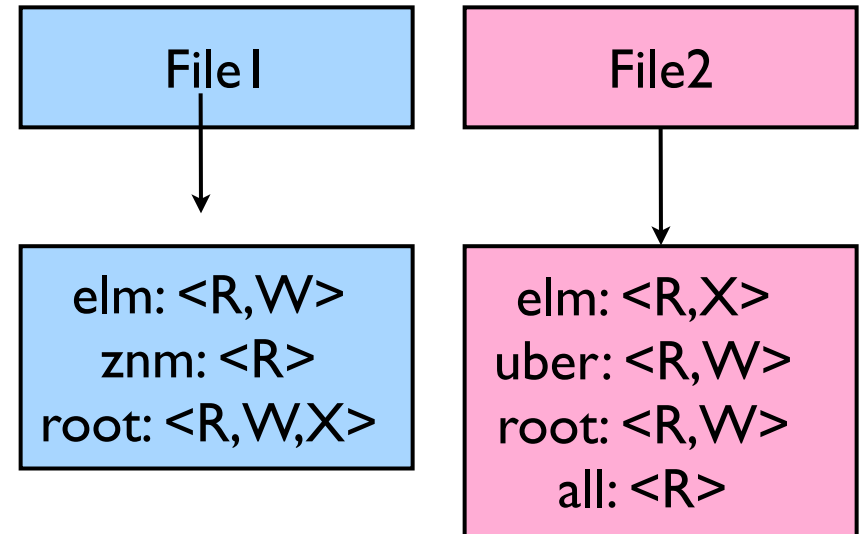 File1
elm: <R,W>
znm: <R>
root: <R,W,X>
File2
elm: <R,X>
uber: <R,W>
root: <R,W>
all: <R>